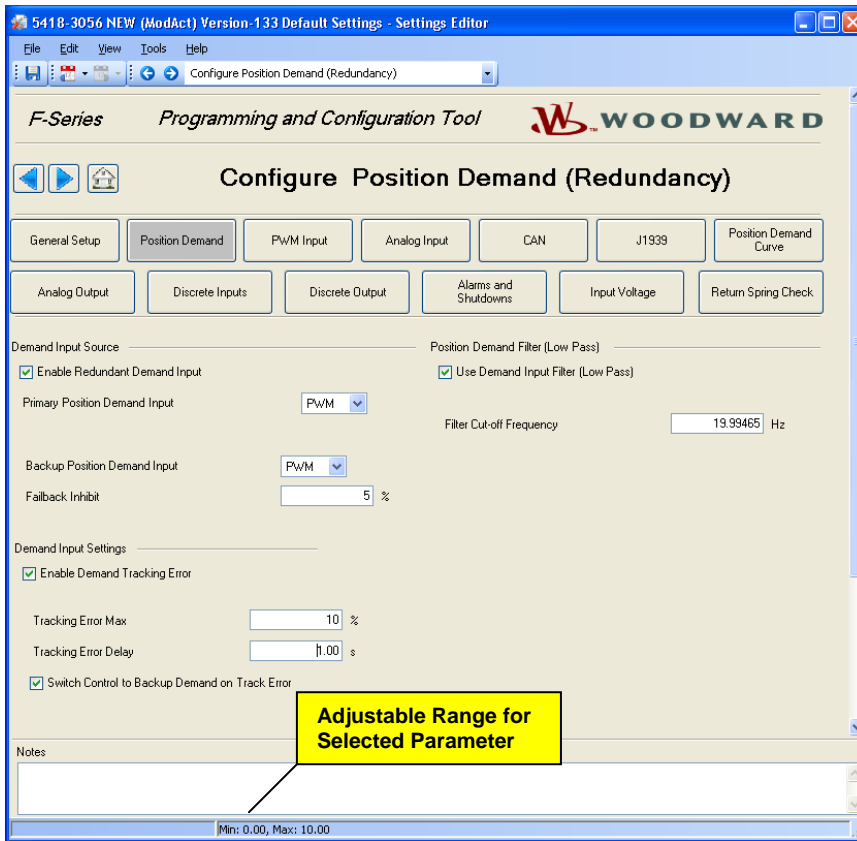 5418-3056 NEW (ModAct) Version-133 Default Settings - Settings Editor
File Edit View Tools Help
Configure Position Demand (Redundancy)
F-Series Programming and Configuration Tool WOODWARD
Configure Position Demand (Redundancy)
General Setup Position Demand PWM Input Analog Input CAN J1939 Position Demand Curve
Analog Output Discrete Inputs Discrete Output Alarms and Shutdowns Input Voltage Return Spring Check
Demand Input Source
Enable Redundant Demand Input
Primary Position Demand Input PWM
Backup Position Demand Input PWM
Failback Inhibit 5 %
Position Demand Filter (Low Pass)
Use Demand Input Filter (Low Pass)
Filter Cut-off Frequency 19.99465 Hz
Demand Input Settings
Enable Demand Tracking Error
Tracking Error Max 10 %
Tracking Error Delay 1.00 s
Switch Control to Backup Demand on Track Error
Adjustable Range for
Selected Parameter
Notes
Min: 0.00, Max: 10.00